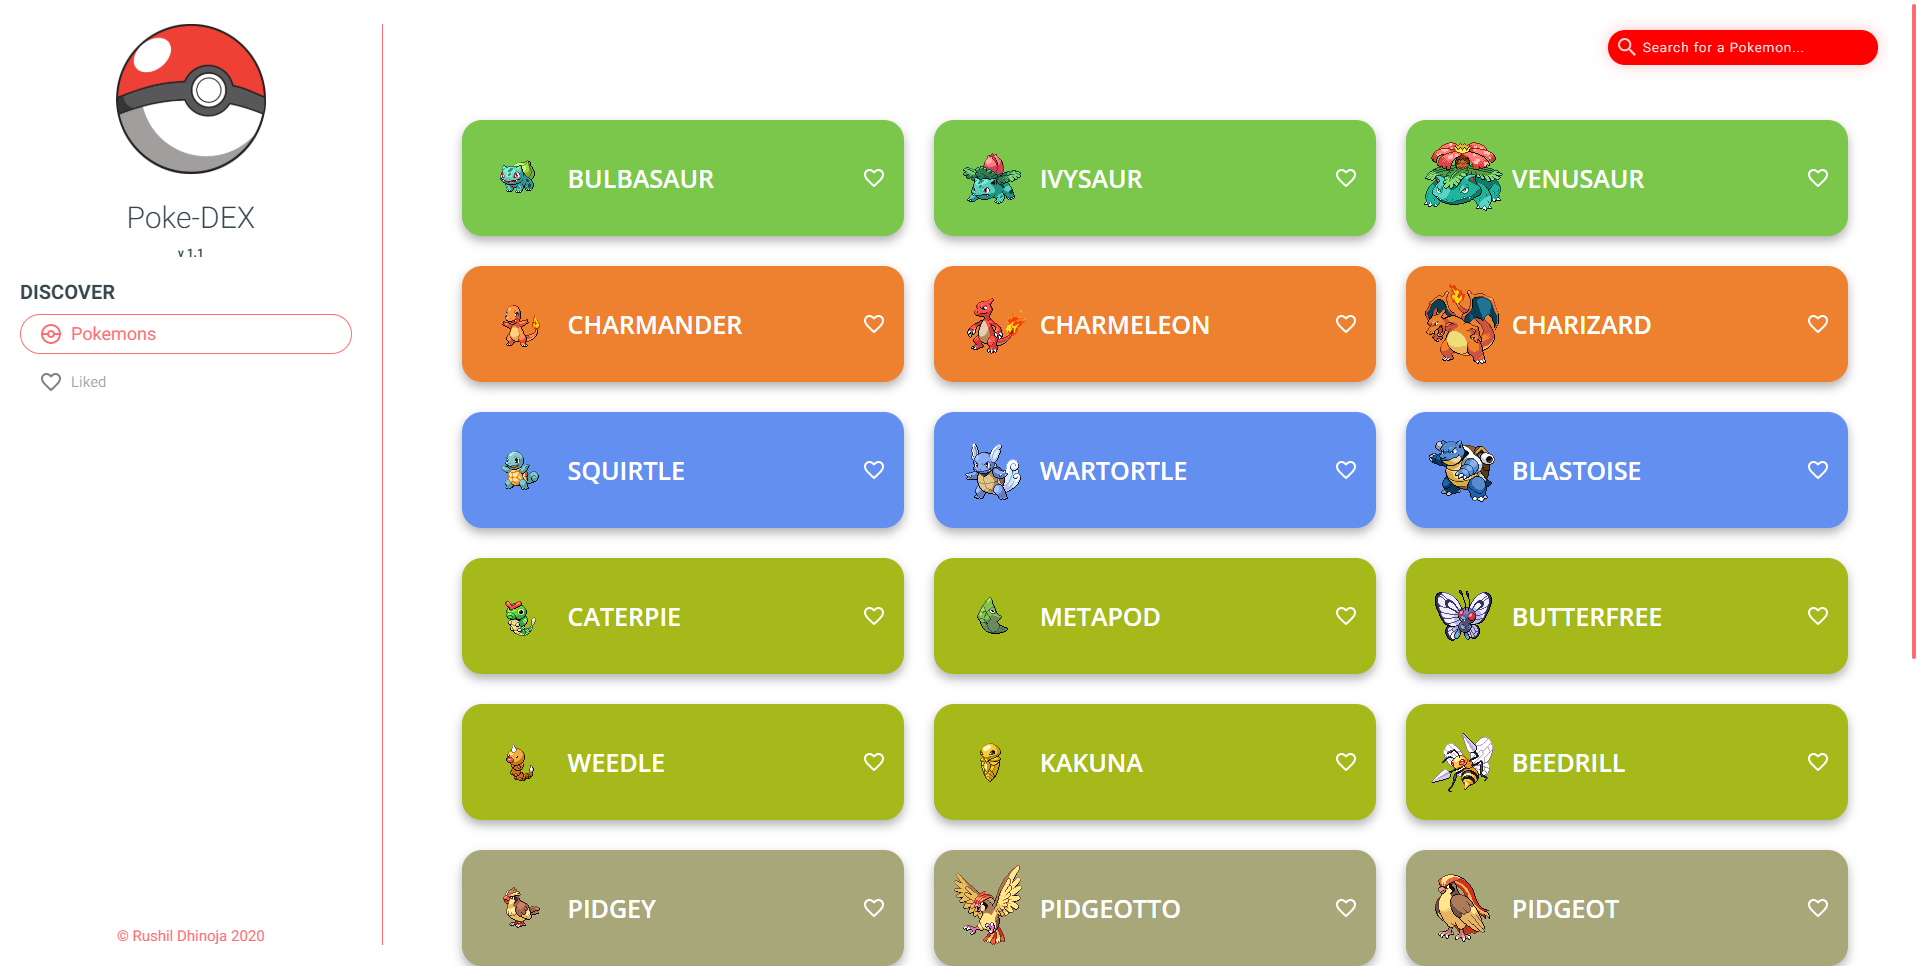 Poke-DEX
v 1.1
DISCOVER
Pokemons
Liked
© Rushil Dhinoja 2020
Search for a Pokemon...
BULBASAUR
IVYSAUR
VENUSAUR
CHARMANDER
CHARMELEON
CHARIZARD
SQUIRTLE
WARTORTLE
BLASTOISE
CATERPIE
METAPOD
BUTTERFREE
WEEDLE
KAKUNA
BEEDRILL
PIDGEY
PIDGEOTTO
PIDGEOT